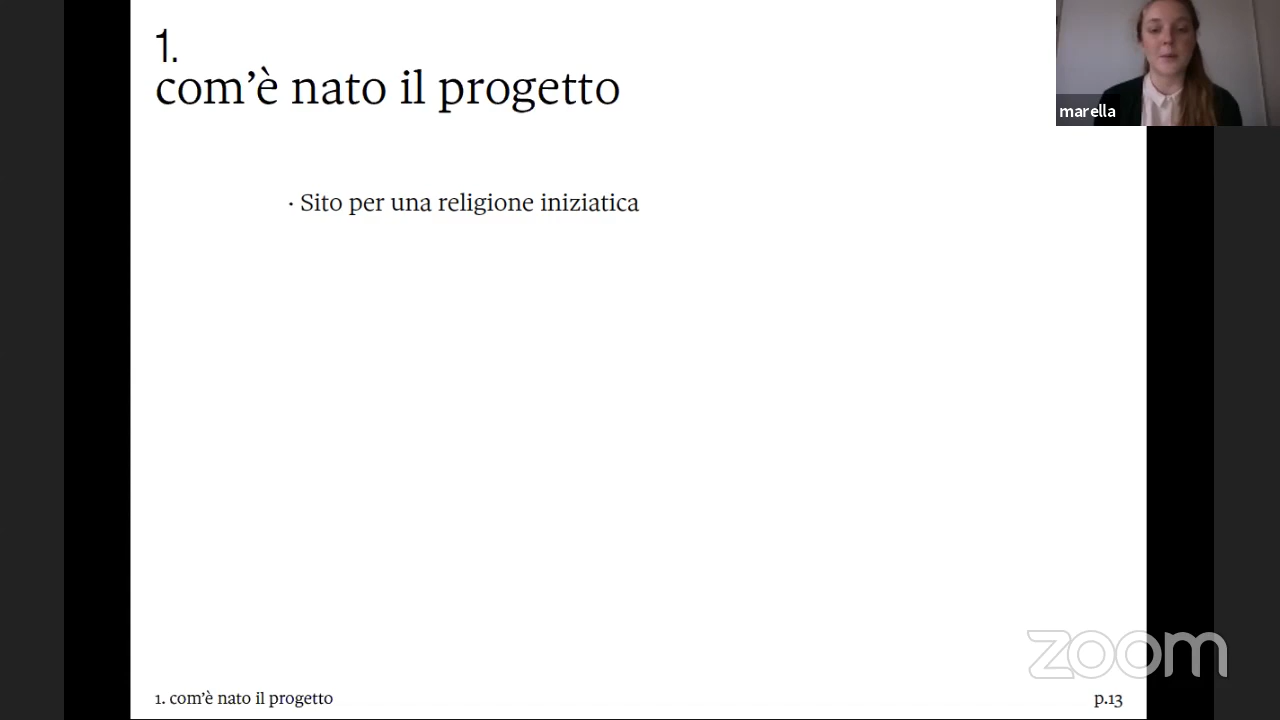 1.
com’è nato il progetto
marella
· Sito per una religione iniziatica
zoom
1. com’è nato il progetto
p.13